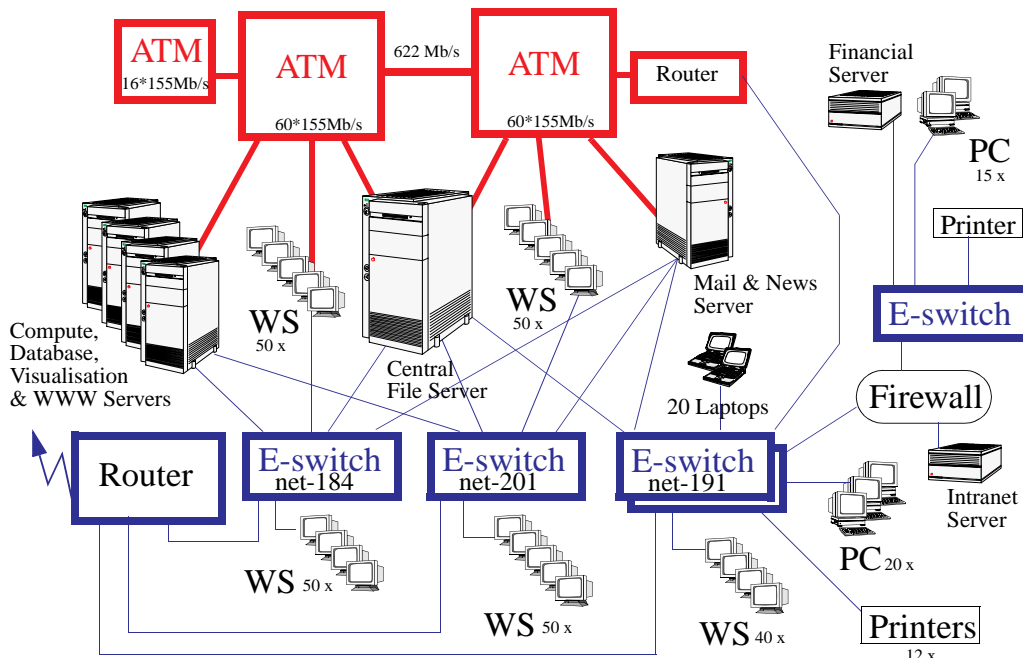 ATM
16*155Mb/s
ATM
60*155Mb/s
622 Mb/s
ATM
60*155Mb/s
Router
Financial
Server
PC
15 x
Printer
E-switch
WS
50 x
WS
50 x
Mail & News
Server
Compute,
Database,
Visualisation
& WWW Servers
Central
File Server
20 Laptops
Firewall
Router
E-switch
net-184
E-switch
net-201
E-switch
net-191
Intranet
Server
PC 20 x
WS 50 x
WS 50 x
WS 40 x
Printers
12 x